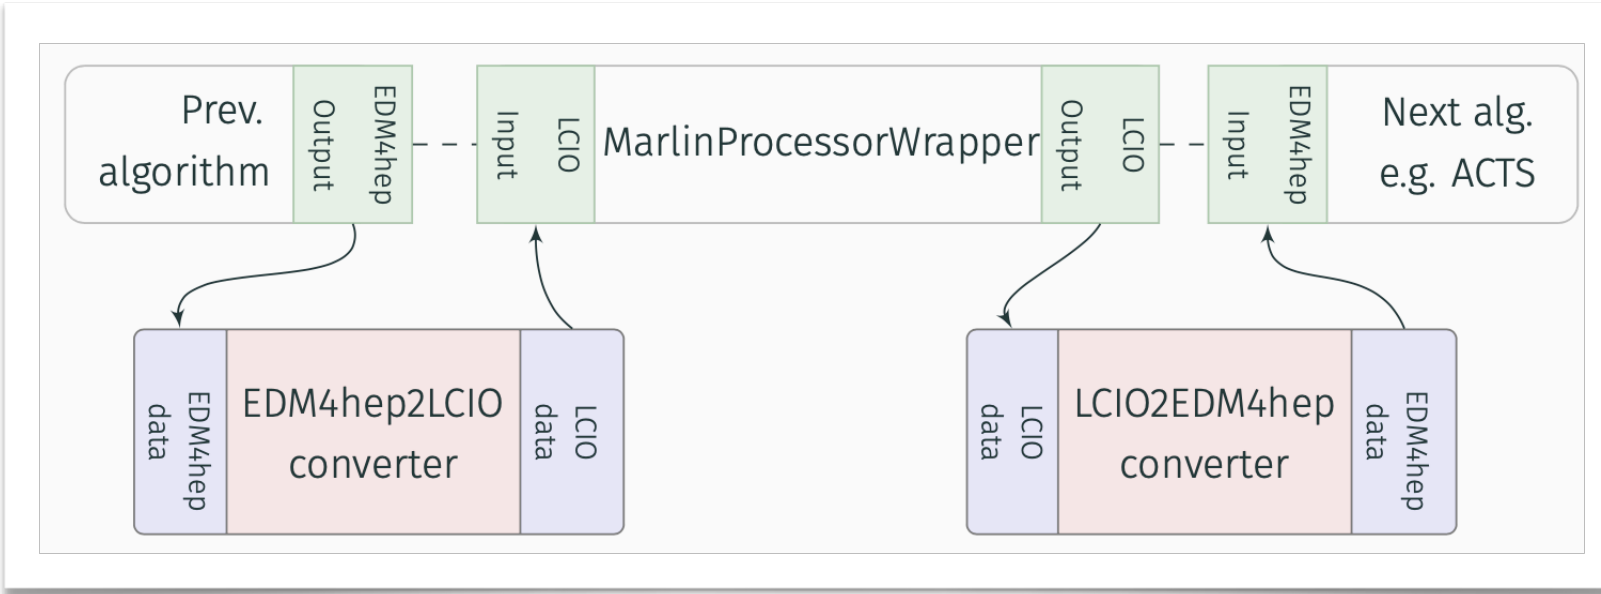 Prev.
algorithm
EDM4hep
Output
LCIO
Input
MarlinProcessorWrapper
LCIO
Output
EDM4hep
Input
Next alg.
e.g. ACTS
EDM4hep
data
EDM4hep2LCIO
converter
LCIO
data
LCIO
data
LCIO2EDM4hep
converter
EDM4hep
data